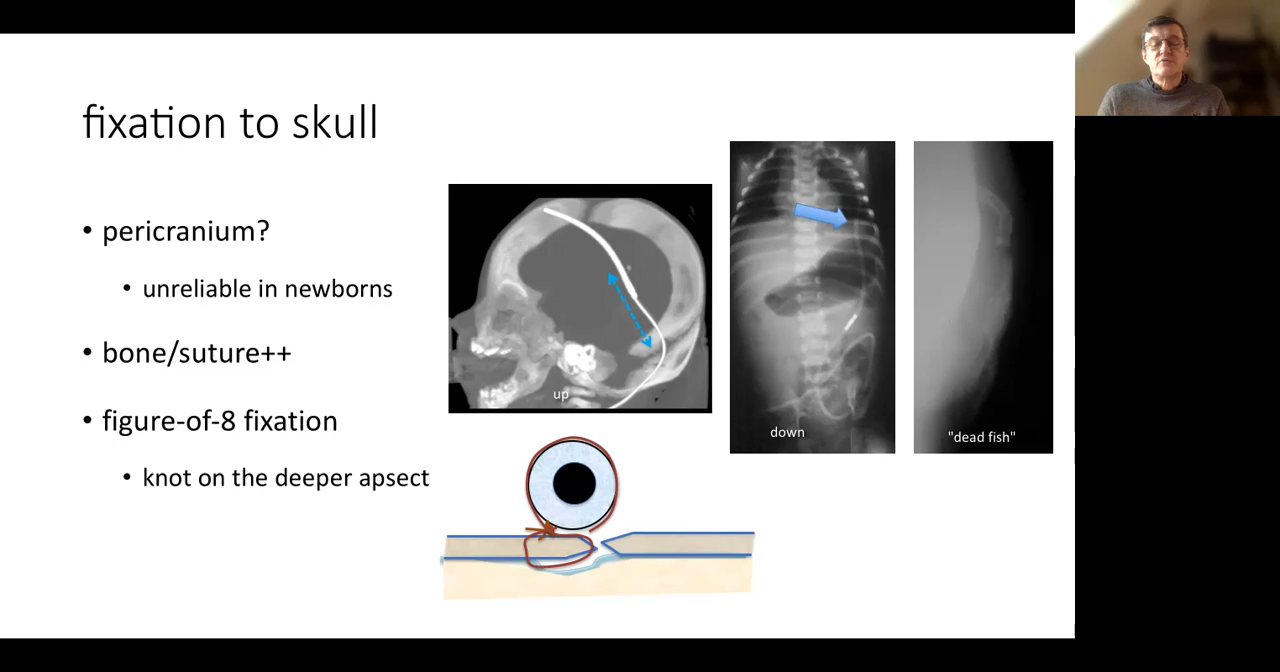 fixation to skull
• pericranium?
• unreliable in newborns
• bone/suture++
• figure-of-8 fixation
• knot on the deeper apsect
up
down
"dead fish"